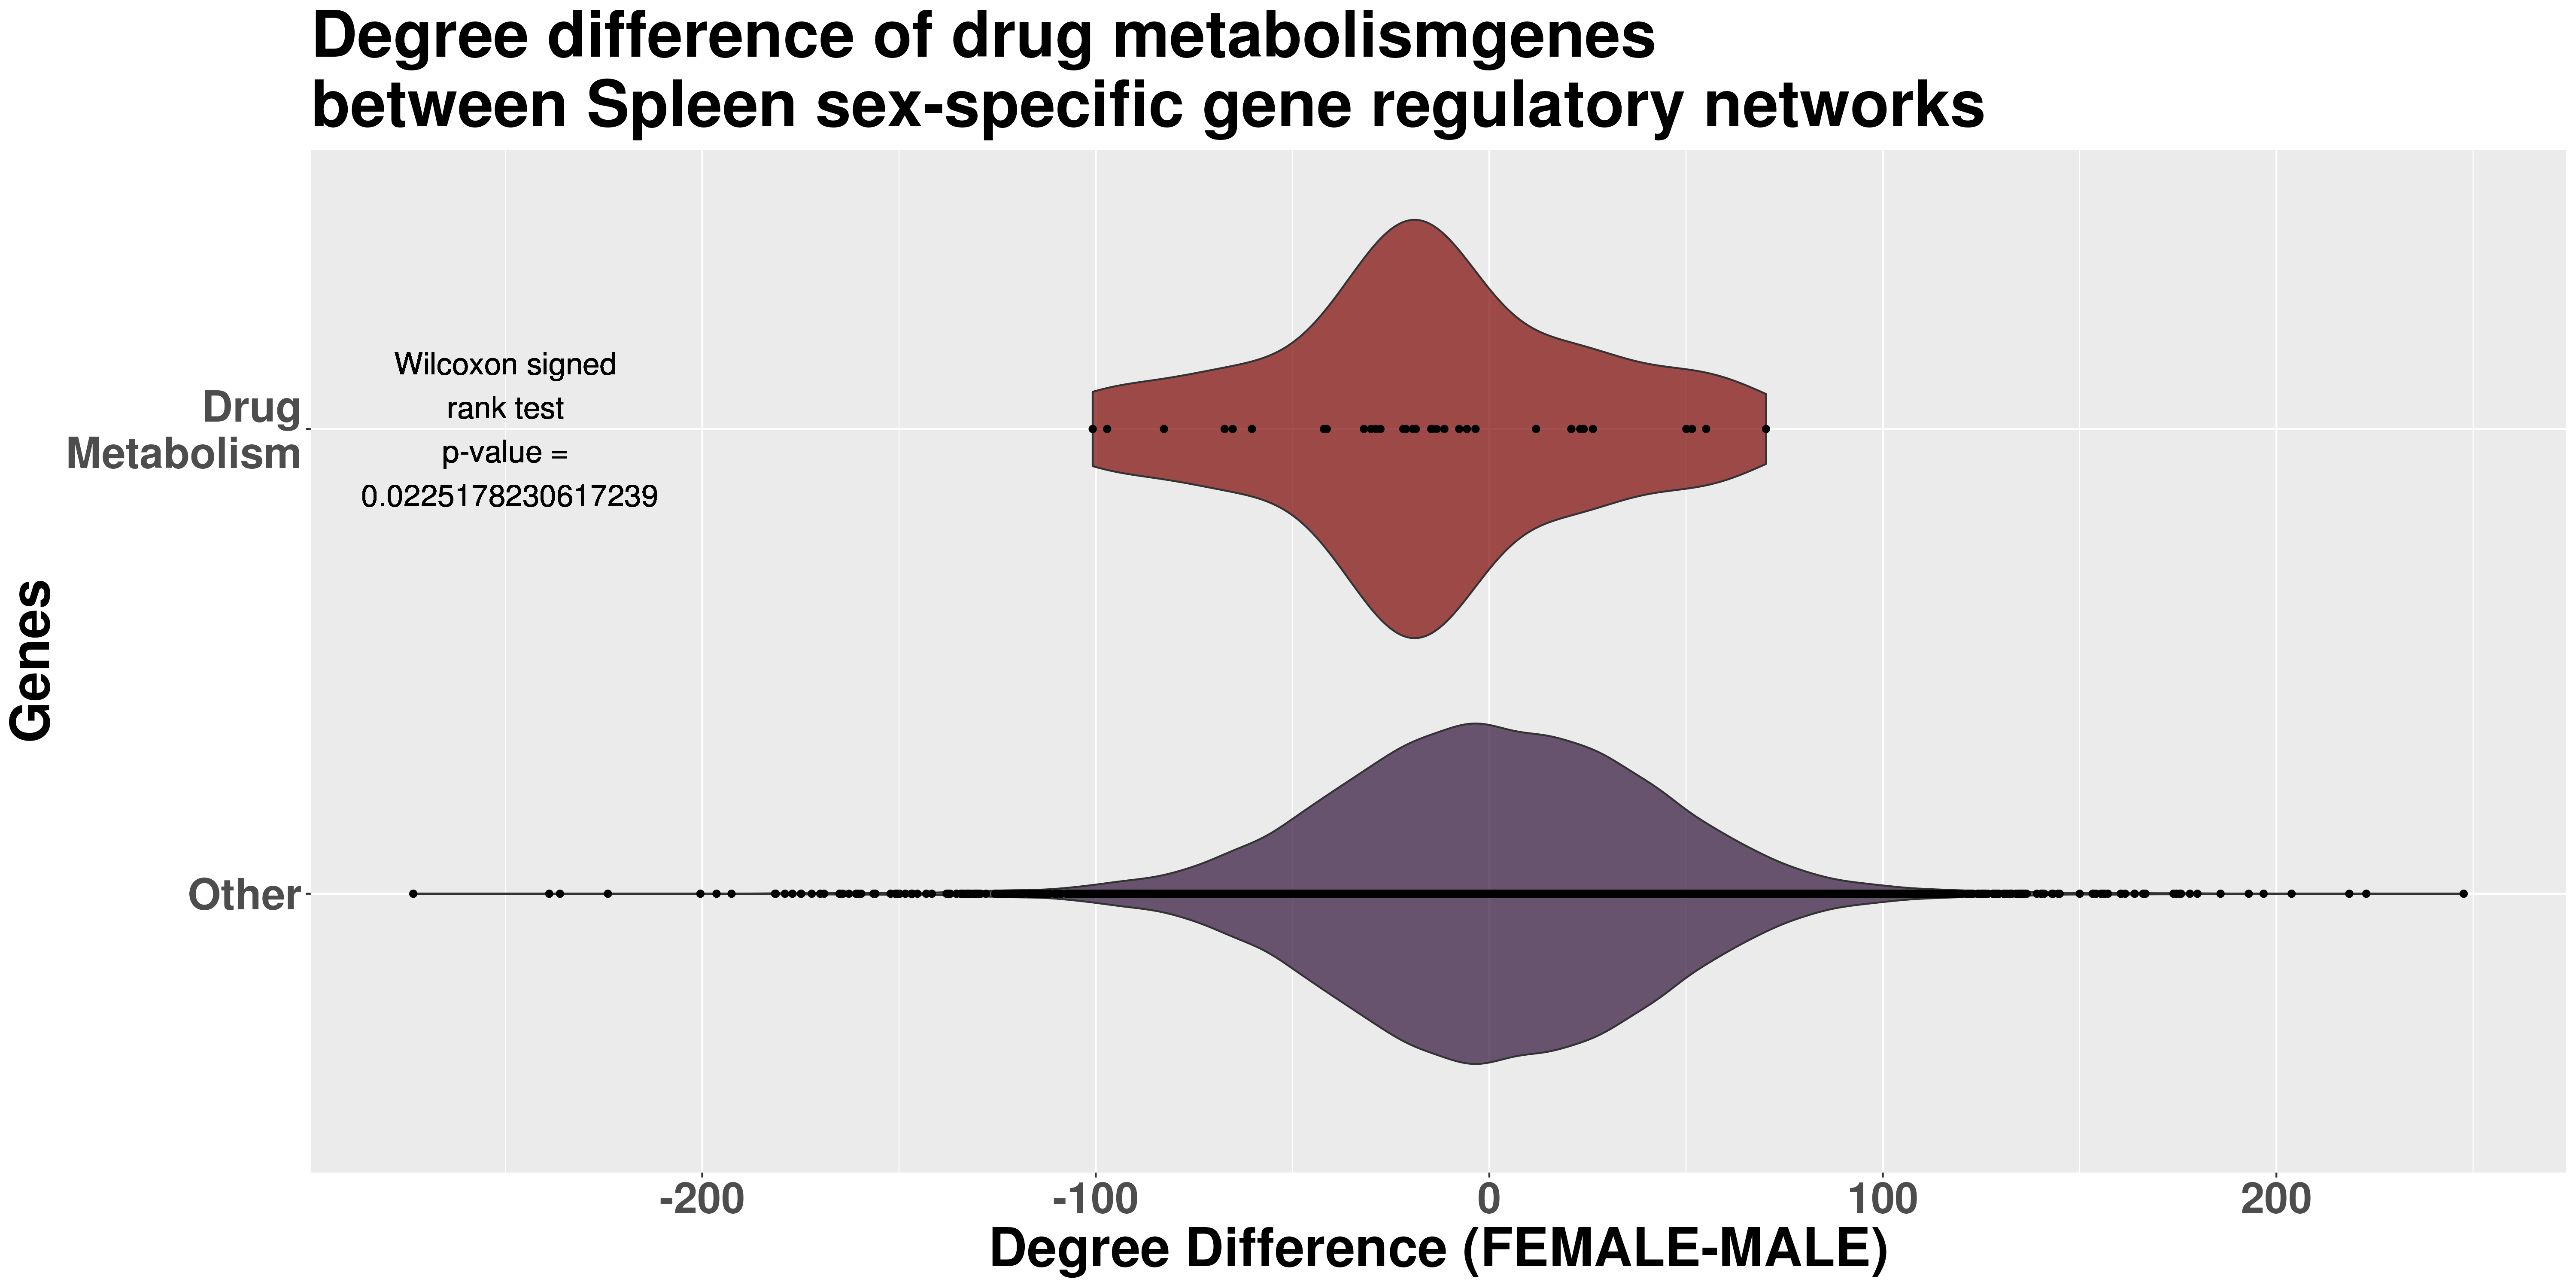 Degree difference of drug metabolismgenes
between Spleen sex-specific gene regulatory networks
Wilcoxon signed
rank test
p-value =
0.0225178230617239
Drug
Metabolism
Other
Genes
-200 -100 0 100 200
Degree Difference (FEMALE-MALE)